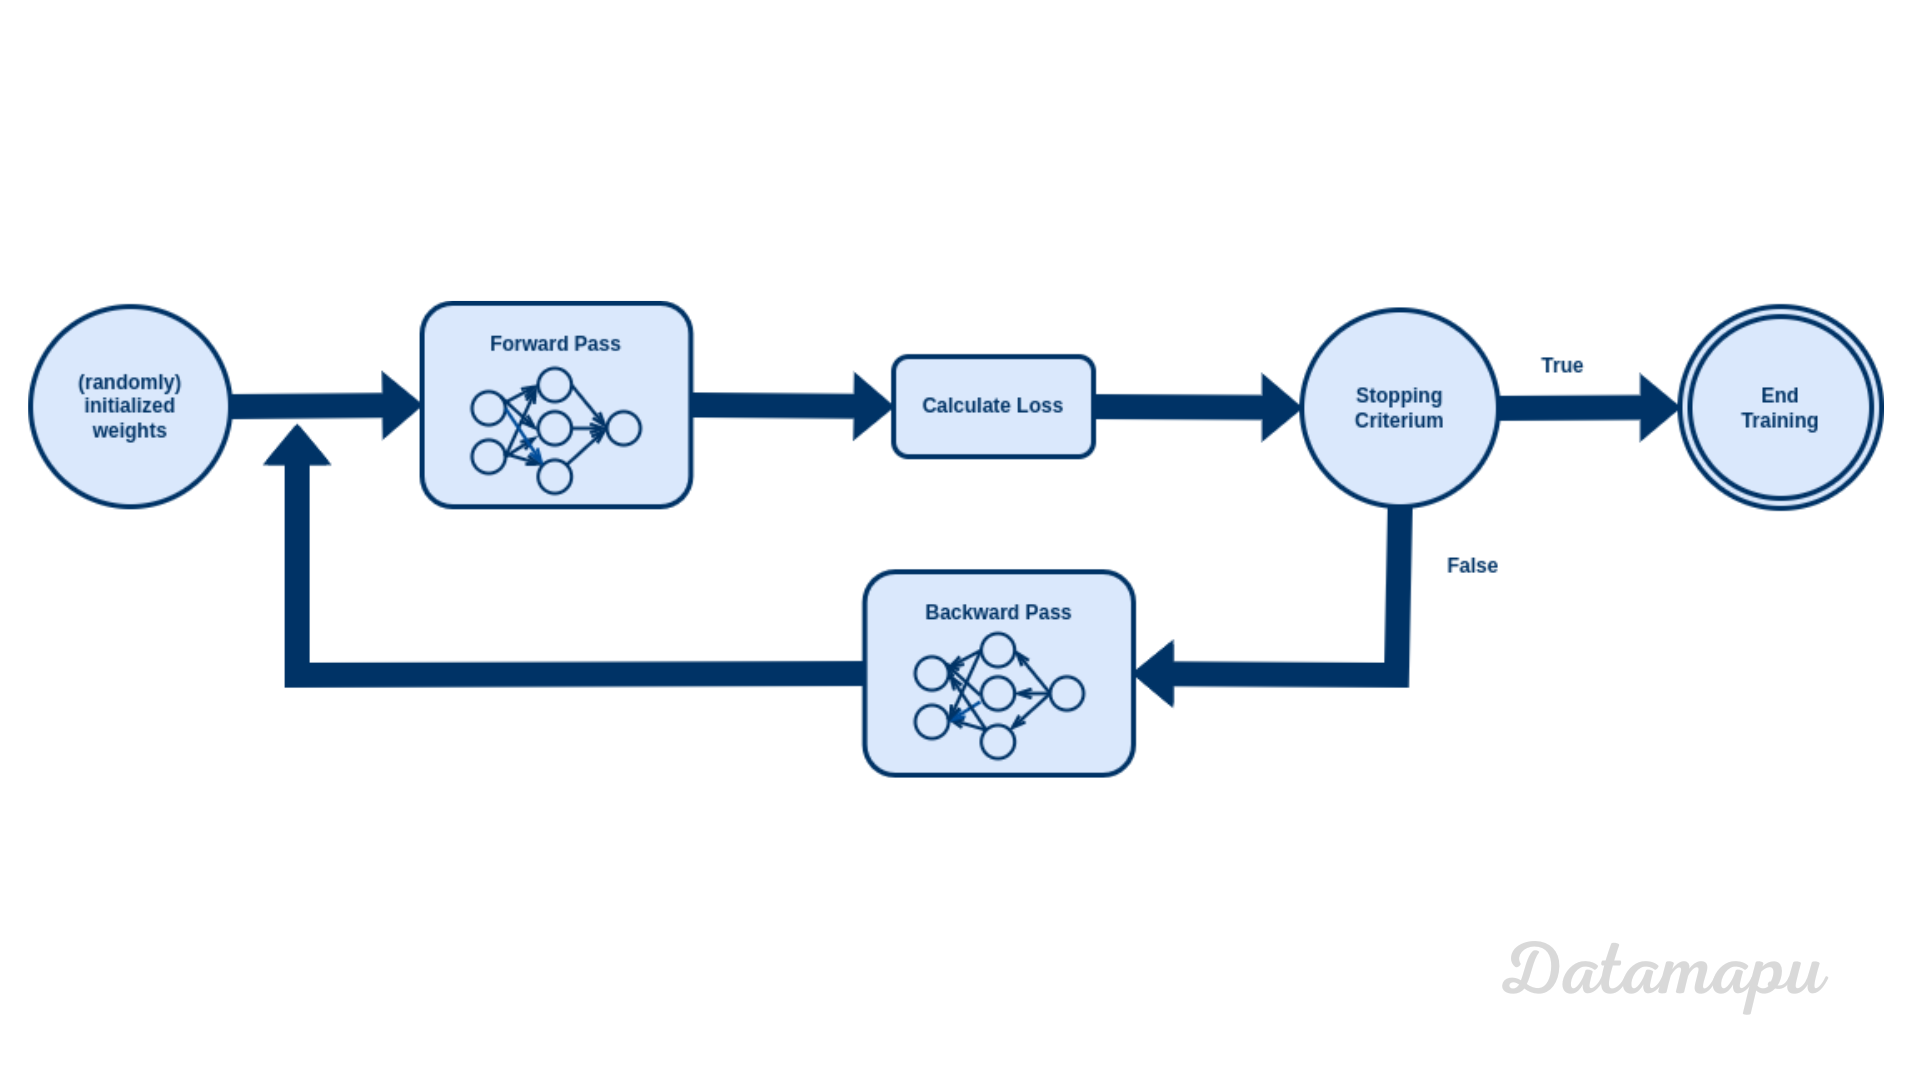 (randomly)
initialized
weights
Forward Pass
Calculate Loss
Stopping
Criterium
True
End
Training
False
Backward Pass
Datamapu